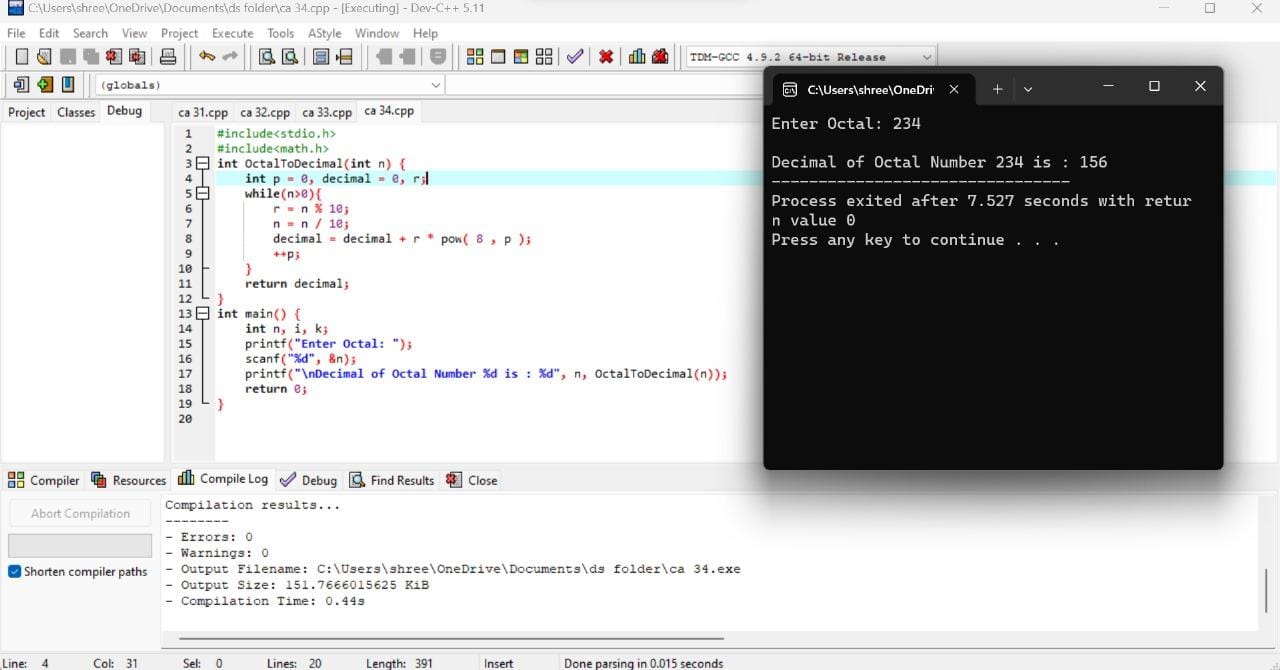 C:\Users\shree\OneDrive\Documents\ds folder\ca 34.cpp - [Executing] - Dev-C++ 5.11
File Edit Search View Project Execute Tools AStyle Window Help
TDM-GCC 4.9.2 64-bit Release
(globals)
Project Classes Debug
ca 31.cpp ca 32.cpp ca 33.cpp ca 34.cpp
1 #include<stdio.h>
2 #include<math.h>
3 int OctalToDecimal(int n) {
4 int p = 0, decimal = 0, r;
5 while(n>0){
6 r = n % 10;
7 n = n / 10;
8 decimal = decimal + r * pow( 8 , p );
9 ++p;
10 }
11 return decimal;
12 }
13 int main() {
14 int n, i, k;
15 printf("Enter Octal: ");
16 scanf("%d", &n);
17 printf("\nDecimal of Octal Number %d is : %d", n, OctalToDecimal(n));
18 return 0;
19 }
20
C:\Users\shree\OneDri
Enter Octal: 234
Decimal of Octal Number 234 is : 156
--------------------------------
Process exited after 7.527 seconds with retur
n value 0
Press any key to continue . . .
Compiler Resources Compile Log Debug Find Results Close
Abort Compilation
Shorten compiler paths
Compilation results...
--------
- Errors: 0
- Warnings: 0
- Output Filename: C:\Users\shree\OneDrive\Documents\ds folder\ca 34.exe
- Output Size: 151.7666015625 KiB
- Compilation Time: 0.44s
Line: 4 Col: 31 Sel: 0 Lines: 20 Length: 391 Insert Done parsing in 0.015 seconds